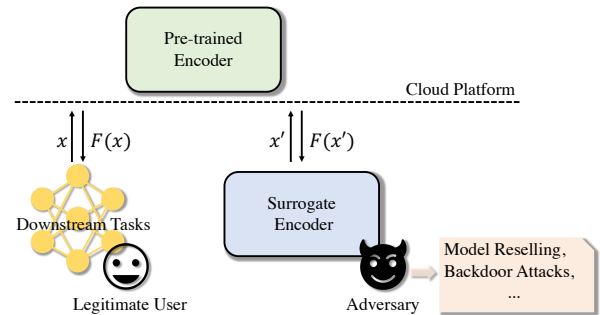 Pre-trained
Encoder
Cloud Platform
x
F(x)
x′
F(x′)
Downstream Tasks
Surrogate
Encoder
Model Reselling,
Backdoor Attacks,
...
Legitimate User
Adversary